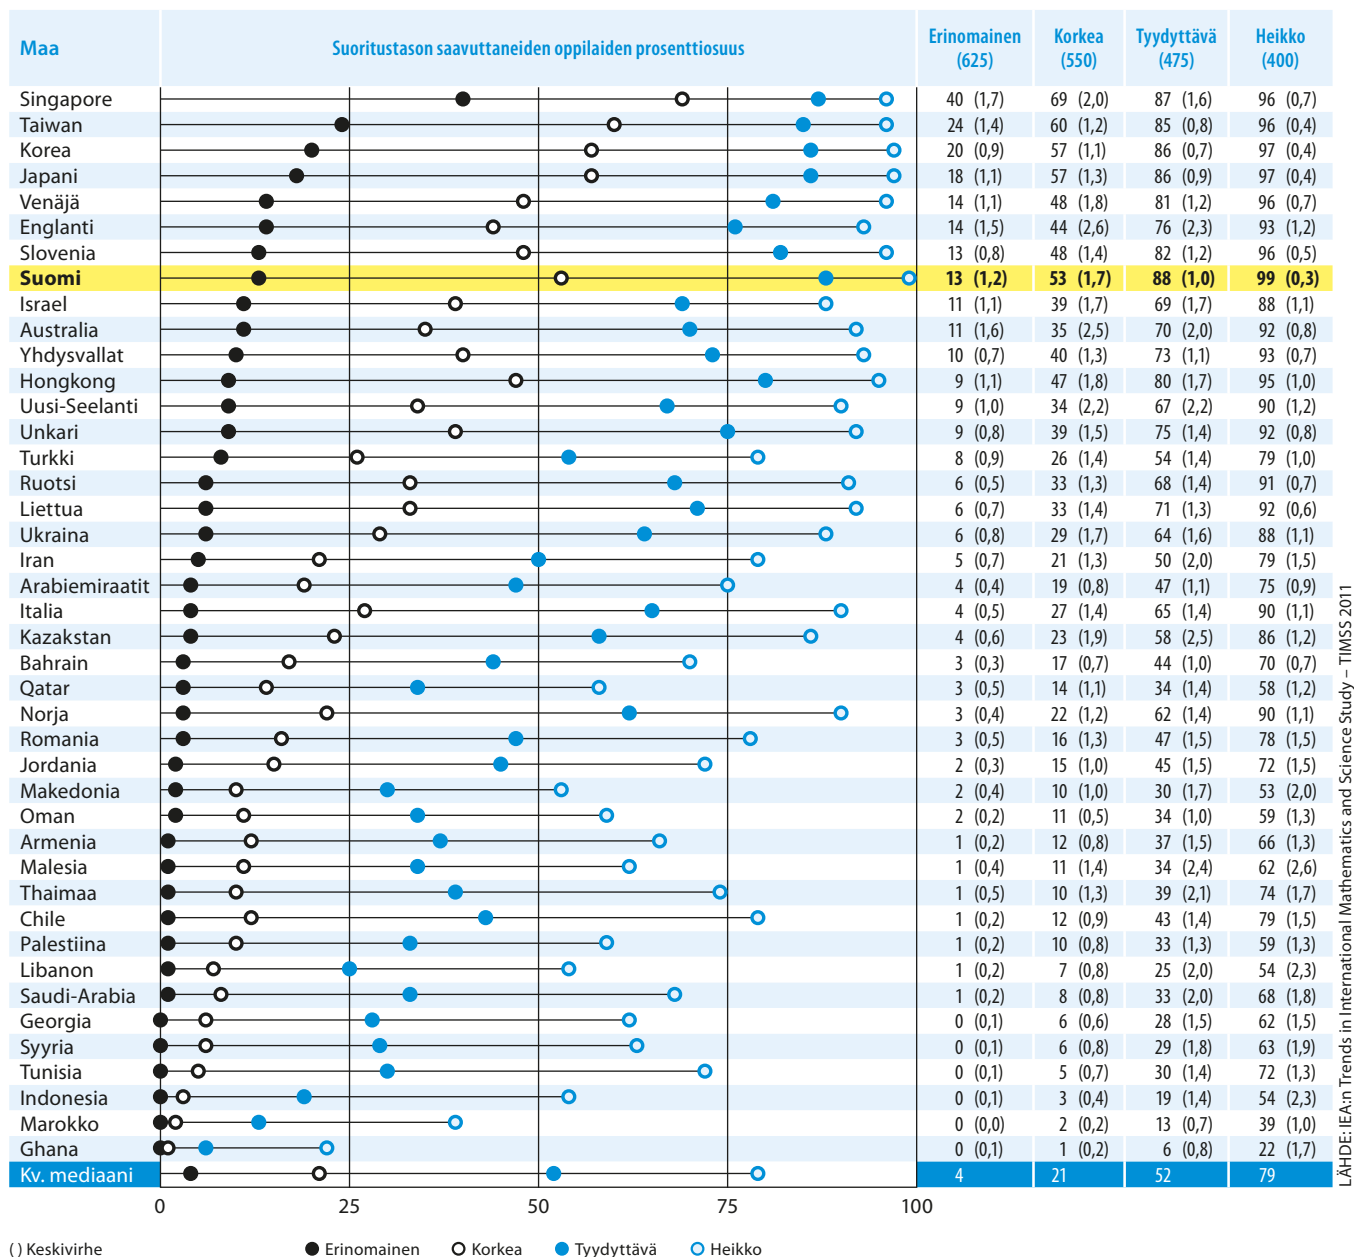 Maa Suoritustason saavuttaneiden oppilaiden prosenttiosuus Erinomainen (625) Korkea (550) Tyydyttävä (475) Heikko (400)
Singapore 40 (1,7) 69 (2,0) 87 (1,6) 96 (0,7)
Taiwan 24 (1,4) 60 (1,2) 85 (0,8) 96 (0,4)
Korea 20 (0,9) 57 (1,1) 86 (0,7) 97 (0,4)
Japani 18 (1,1) 57 (1,3) 86 (0,9) 97 (0,4)
Venäjä 14 (1,1) 48 (1,8) 81 (1,2) 96 (0,7)
Englanti 14 (1,5) 44 (2,6) 76 (2,3) 93 (1,2)
Slovenia 13 (0,8) 48 (1,4) 82 (1,2) 96 (0,5)
Suomi 13 (1,2) 53 (1,7) 88 (1,0) 99 (0,3)
Israel 11 (1,1) 39 (1,7) 69 (1,7) 88 (1,1)
Australia 11 (1,6) 35 (2,5) 70 (2,0) 92 (0,8)
Yhdysvallat 10 (0,7) 40 (1,3) 73 (1,1) 93 (0,7)
Hongkong 9 (1,1) 47 (1,8) 80 (1,7) 95 (1,0)
Uusi-Seelanti 9 (1,0) 34 (2,2) 67 (2,2) 90 (1,2)
Unkari 9 (0,8) 39 (1,5) 75 (1,4) 92 (0,8)
Turkki 8 (0,9) 26 (1,4) 54 (1,4) 79 (1,0)
Ruotsi 6 (0,5) 33 (1,3) 68 (1,4) 91 (0,7)
Liettua 6 (0,7) 33 (1,4) 71 (1,3) 92 (0,6)
Ukraina 6 (0,8) 29 (1,7) 64 (1,6) 88 (1,1)
Iran 5 (0,7) 21 (1,3) 50 (2,0) 79 (1,5)
Arabiemiraatit 4 (0,4) 19 (0,8) 47 (1,1) 75 (0,9)
Italia 4 (0,5) 27 (1,4) 65 (1,4) 90 (1,1)
Kazakstan 4 (0,6) 23 (1,9) 58 (2,5) 86 (1,2)
Bahrain 3 (0,3) 17 (0,7) 44 (1,0) 70 (0,7)
Qatar 3 (0,5) 14 (1,1) 34 (1,4) 58 (1,2)
Norja 3 (0,4) 22 (1,2) 62 (1,4) 90 (1,1)
Romania 3 (0,5) 16 (1,3) 47 (1,5) 78 (1,5)
Jordania 2 (0,3) 15 (1,0) 45 (1,5) 72 (1,5)
Makedonia 2 (0,4) 10 (1,0) 30 (1,7) 53 (2,0)
Oman 2 (0,2) 11 (0,5) 34 (1,0) 59 (1,3)
Armenia 1 (0,2) 12 (0,8) 37 (1,5) 66 (1,3)
Malesia 1 (0,4) 11 (1,4) 34 (2,4) 62 (2,6)
Thaimaa 1 (0,5) 10 (1,3) 39 (2,1) 74 (1,7)
Chile 1 (0,2) 12 (0,9) 43 (1,4) 79 (1,5)
Palestiina 1 (0,2) 10 (0,8) 33 (1,3) 59 (1,3)
Libanon 1 (0,2) 7 (0,8) 25 (2,0) 54 (2,3)
Saudi-Arabia 1 (0,2) 8 (0,8) 33 (2,0) 68 (1,8)
Georgia 0 (0,1) 6 (0,6) 28 (1,5) 62 (1,5)
Syyria 0 (0,1) 6 (0,8) 29 (1,8) 63 (1,9)
Tunisia 0 (0,1) 5 (0,7) 30 (1,4) 72 (1,3)
Indonesia 0 (0,1) 3 (0,4) 19 (1,4) 54 (2,3)
Marokko 0 (0,0) 2 (0,2) 13 (0,7) 39 (1,0)
Ghana 0 (0,1) 1 (0,2) 6 (0,8) 22 (1,7)
Kv. mediaani 4 21 52 79
0 25 50 75 100
( ) Keskivirhe Erinomainen Korkea Tyydyttävä Heikko
LÄHDE: IEA:n Trends in International Mathematics and Science Study – TIMSS 2011